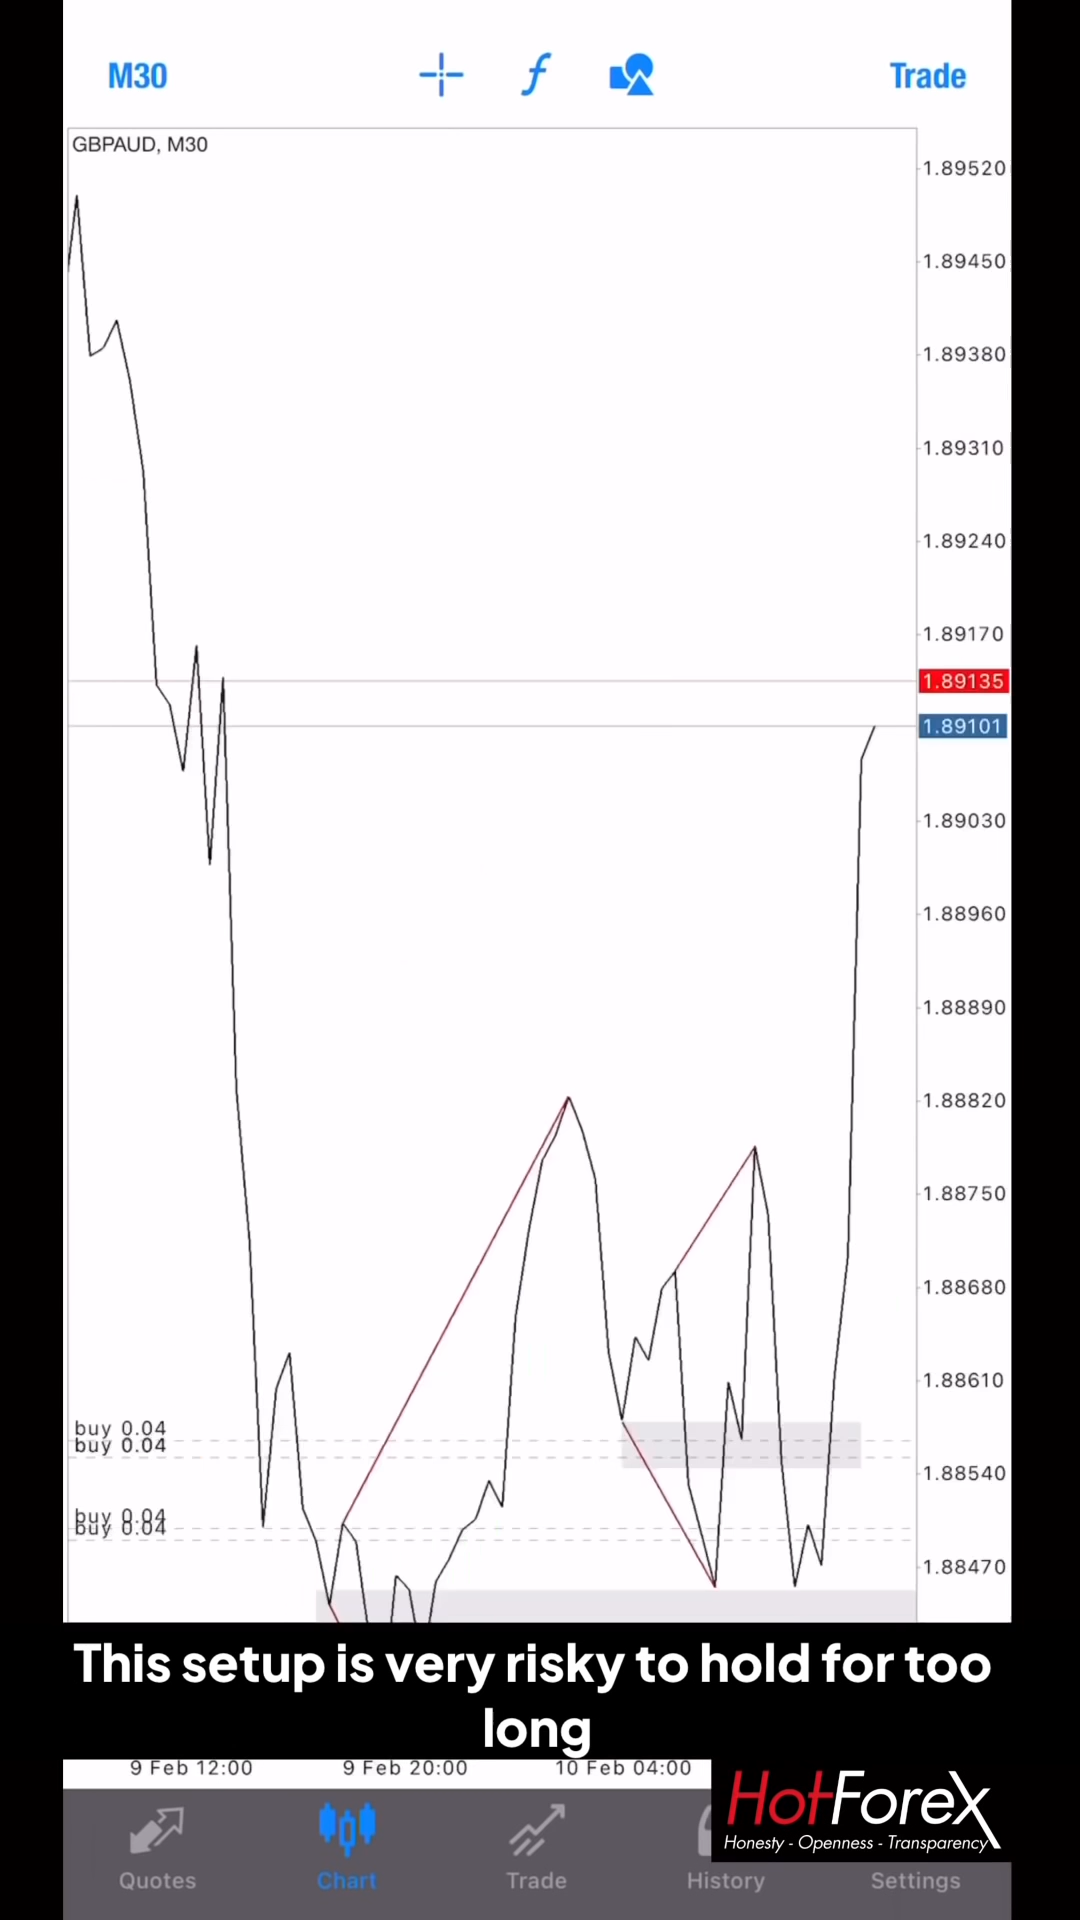 M30
f
Trade
GBPAUD, M30
1.89520
1.89450
1.89380
1.89310
1.89240
1.89170
1.89135
1.89101
1.89030
1.88960
1.88890
1.88820
1.88750
1.88680
1.88610
buy 0.04
buy 0.04
1.88540
buy 0.04
buy 0.04
1.88470
This setup is very risky to hold for too
long
9 Feb 12:00
9 Feb 20:00
10 Feb 04:00
HotForex
Honesty - Openness - Transparency
Quotes
Chart
Trade
History
Settings